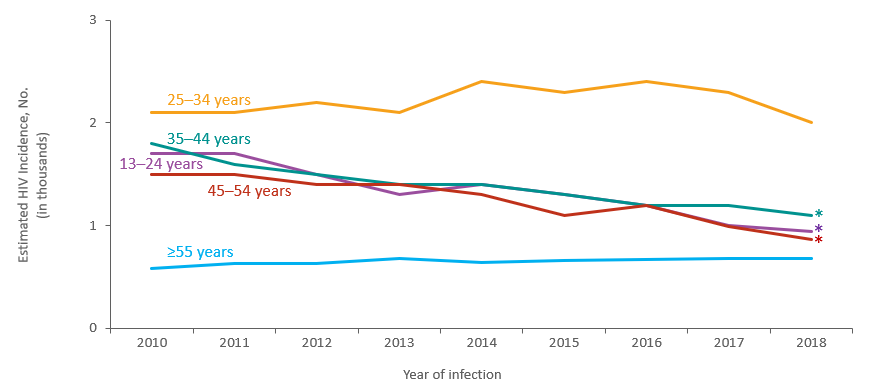 3
25–34 years
2
35–44 years
13–24 years
45–54 years
Estimated HIV Incidence, No.
(in thousands)
*
*
*
1
≥55 years
0
2010 2011 2012 2013 2014 2015 2016 2017 2018
Year of infection